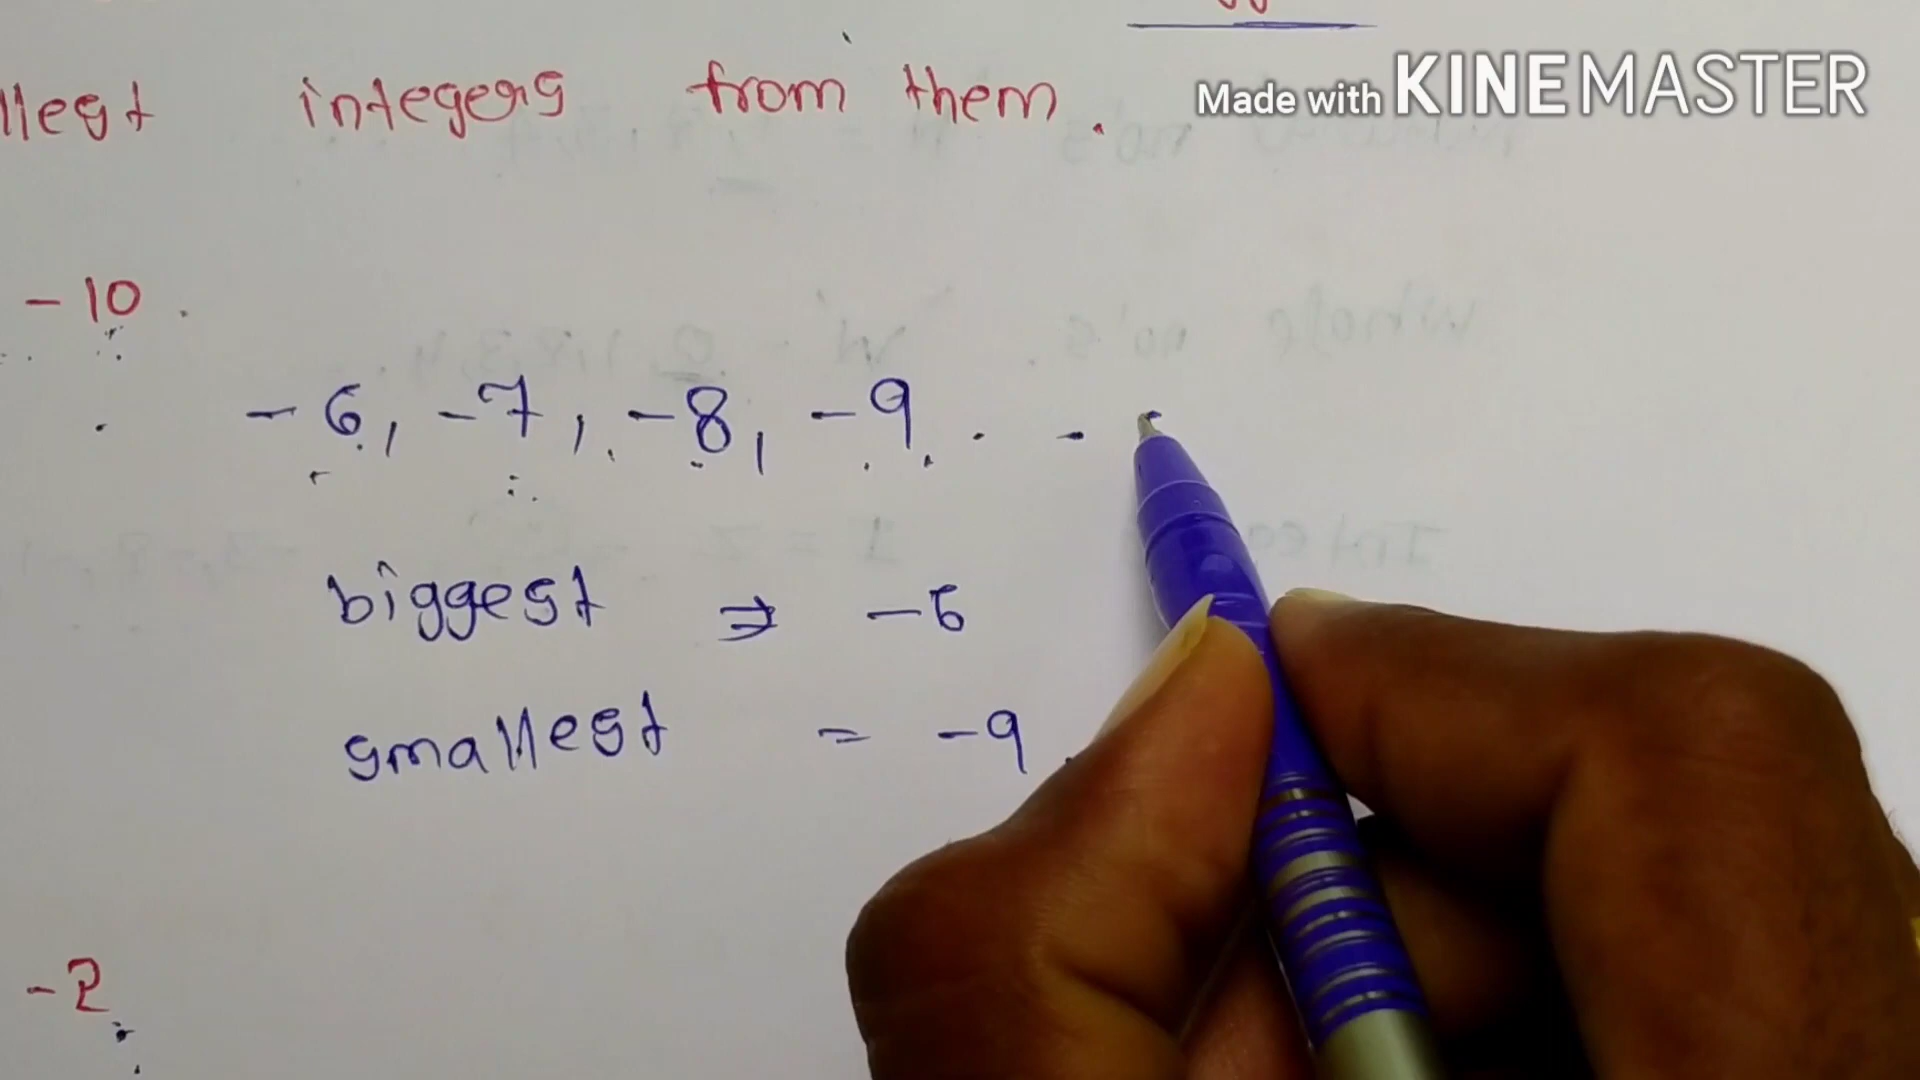 Made with KINEMASTER
llest integers from them.
-10.
-6, -7, -8, -9.
biggest ⇒ -6
smallest = -9
-2